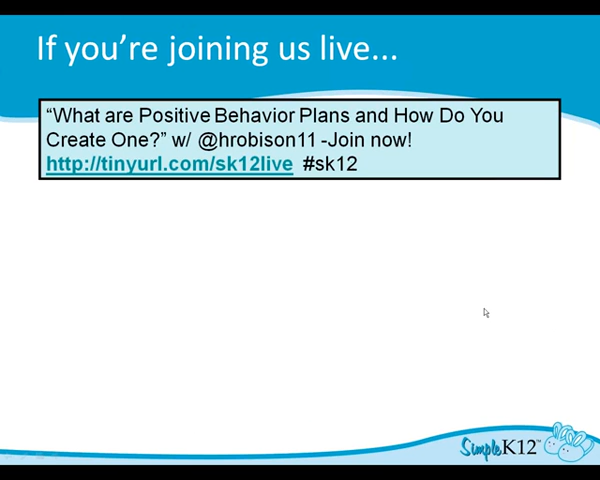 If you're joining us live...
“What are Positive Behavior Plans and How Do You
Create One?” w/ @hrobison11 -Join now!
http://tinyurl.com/sk12live #sk12
SimpleK12™